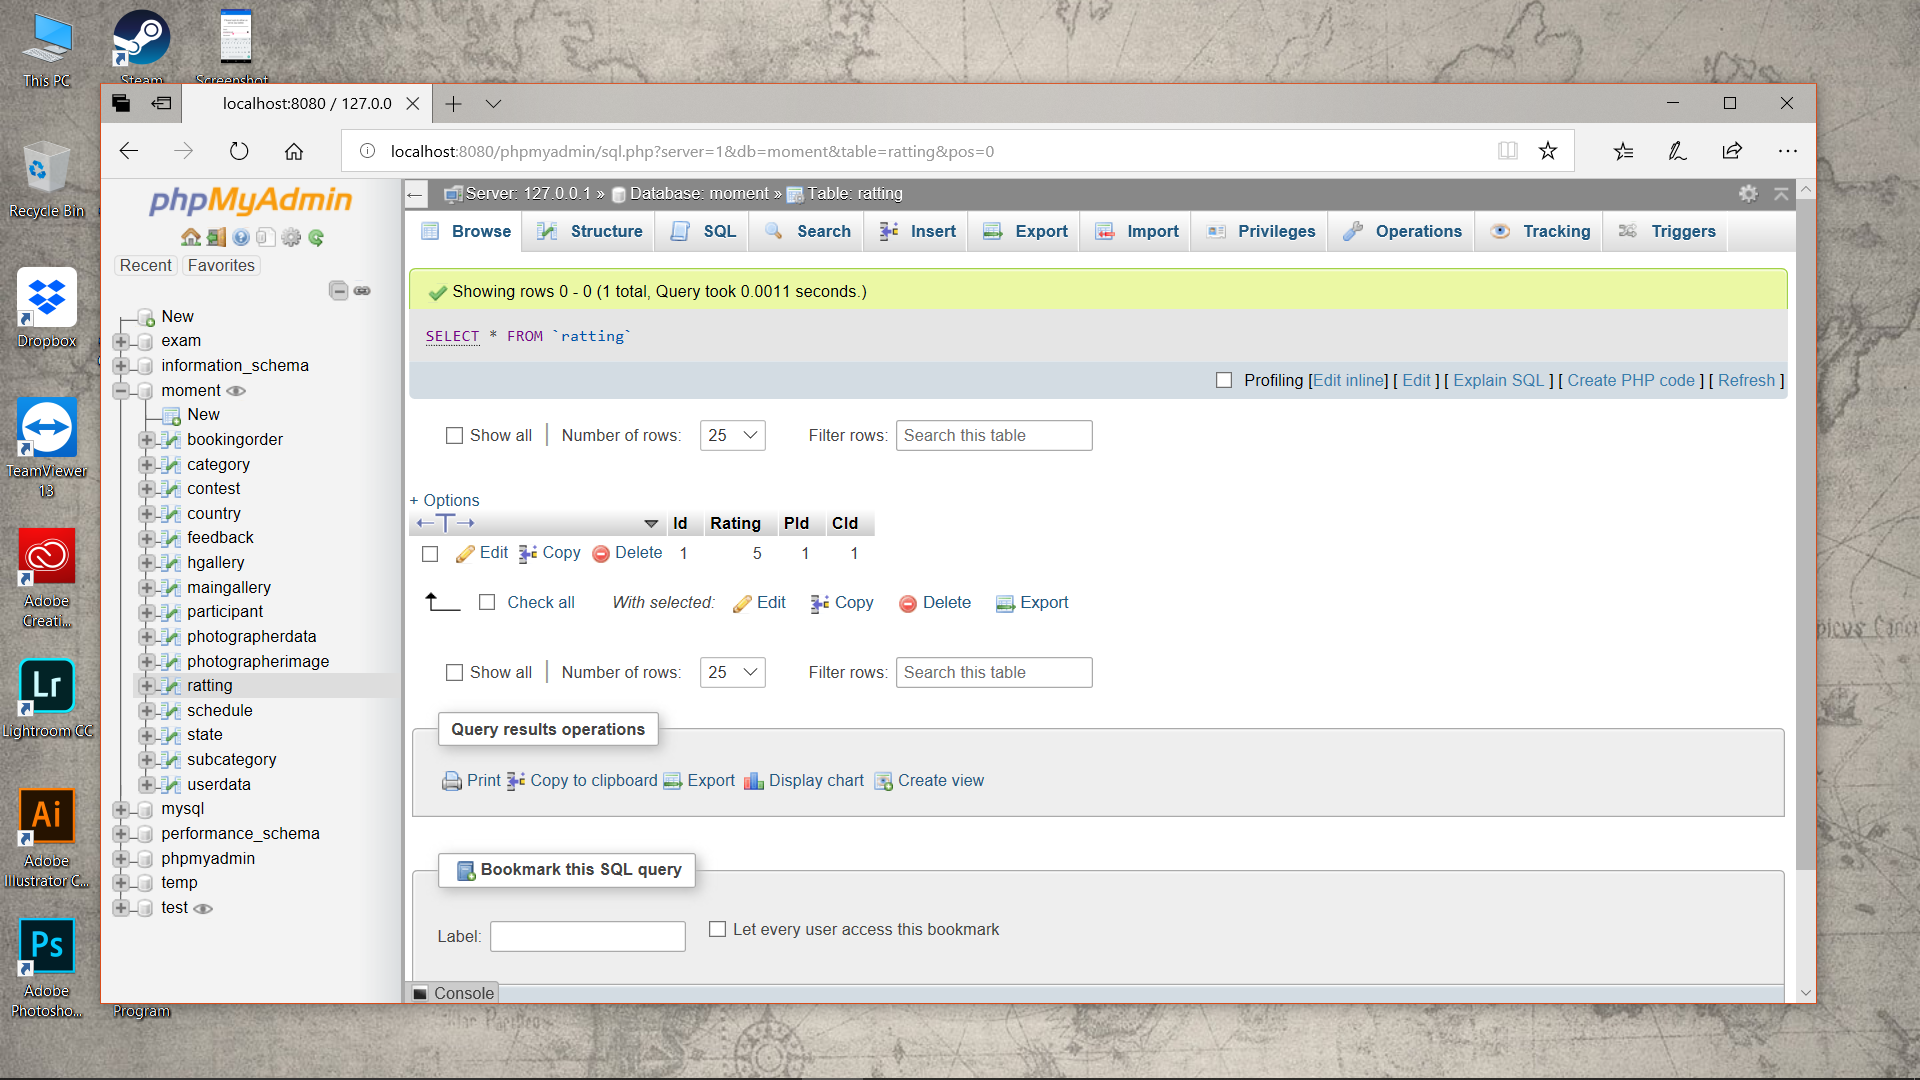 This PC
Steam
Screenshot
Recycle Bin
Dropbox
TeamViewer
13
Adobe
Creati...
Lr
Lightroom CC
Ai
Adobe
Illustrator C...
Ps
Adobe
Photosho...
Program
localhost:8080 / 127.0.0
localhost:8080/phpmyadmin/sql.php?server=1&db=moment&table=ratting&pos=0
phpMyAdmin
Recent Favorites
New
exam
information_schema
moment
New
bookingorder
category
contest
country
feedback
hgallery
maingallery
participant
photographerdata
photographerimage
ratting
schedule
state
subcategory
userdata
mysql
performance_schema
phpmyadmin
temp
test
Server: 127.0.0.1 » Database: moment » Table: ratting
Browse Structure SQL Search Insert Export Import Privileges Operations Tracking Triggers
Showing rows 0 - 0 (1 total, Query took 0.0011 seconds.)
SELECT * FROM `ratting`
Profiling [Edit inline] [ Edit ] [ Explain SQL ] [ Create PHP code ] [ Refresh ]
Show all | Number of rows: 25 Filter rows: Search this table
+ Options
←T→ Id Rating PId CId
Edit Copy Delete 1 5 1 1
Check all With selected: Edit Copy Delete Export
Show all | Number of rows: 25 Filter rows: Search this table
Query results operations
Print Copy to clipboard Export Display chart Create view
Bookmark this SQL query
Label: Let every user access this bookmark
Console